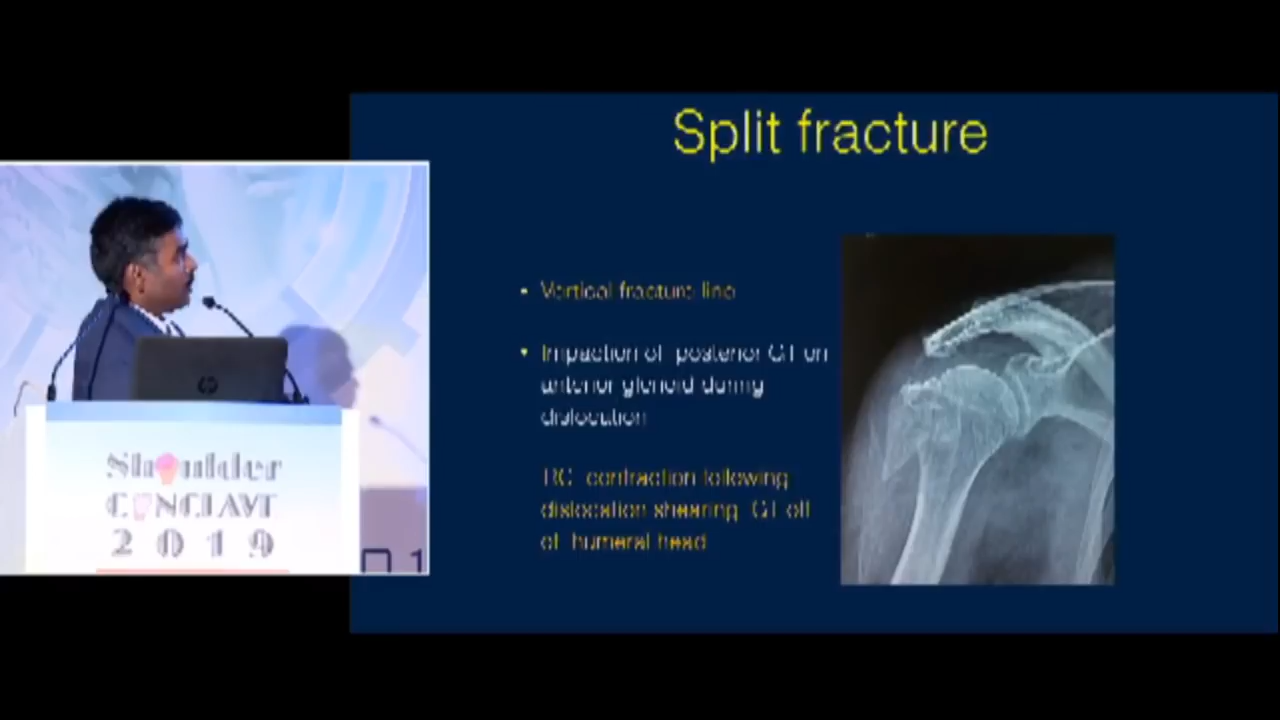 Split fracture
• Vertical fracture line
• Impaction of posterior GT on
anterior glenoid during
dislocation
RC contraction following
dislocation shearing GT off
of humeral head
hp
Shoulder
CONCLAVE
2019